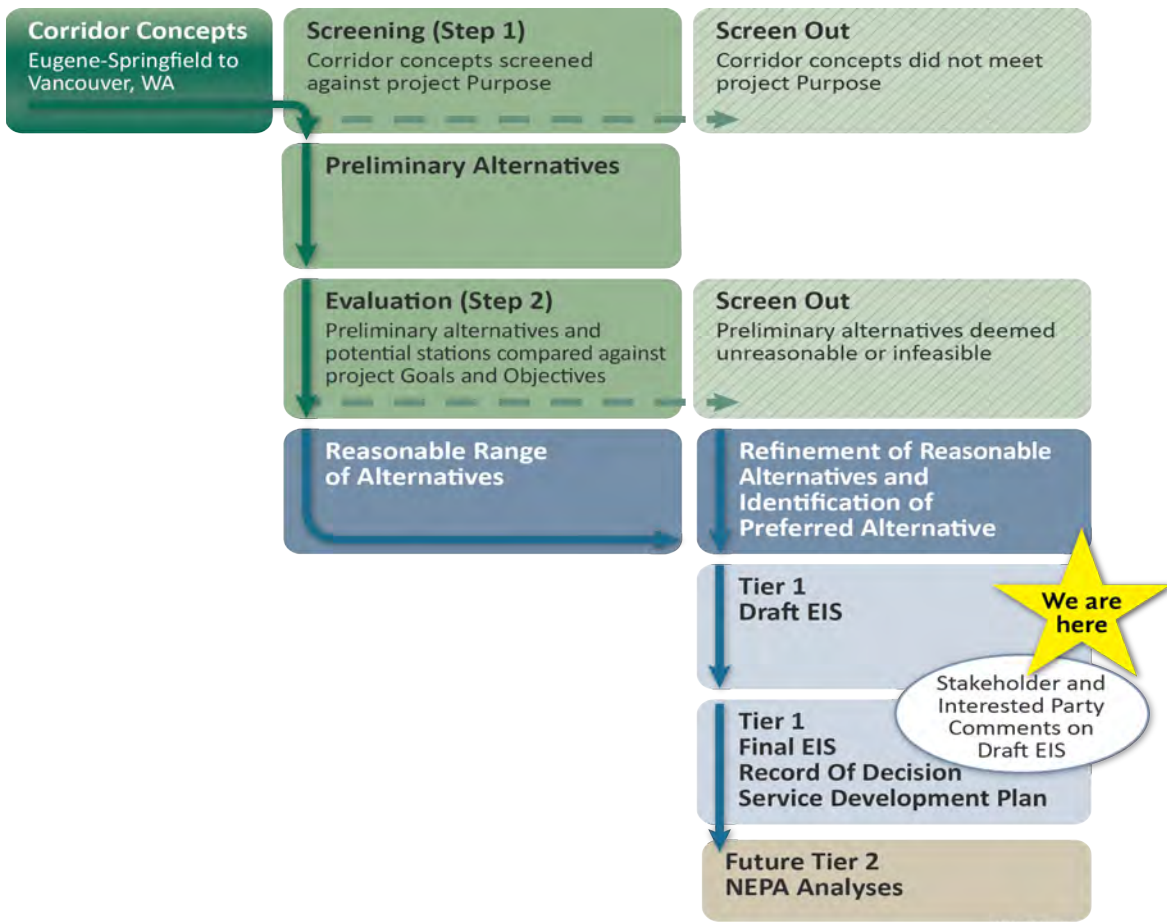 Corridor Concepts
Eugene-Springfield to
Vancouver, WA
Screening (Step 1)
Corridor concepts screened
against project Purpose
Screen Out
Corridor concepts did not meet
project Purpose
Preliminary Alternatives
Evaluation (Step 2)
Preliminary alternatives and
potential stations compared against
project Goals and Objectives
Screen Out
Preliminary alternatives deemed
unreasonable or infeasible
Reasonable Range
of Alternatives
Refinement of Reasonable
Alternatives and
Identification of
Preferred Alternative
Tier 1
Draft EIS
We are
here
Stakeholder and
Interested Party
Comments on
Draft EIS
Tier 1
Final EIS
Record Of Decision
Service Development Plan
Future Tier 2
NEPA Analyses